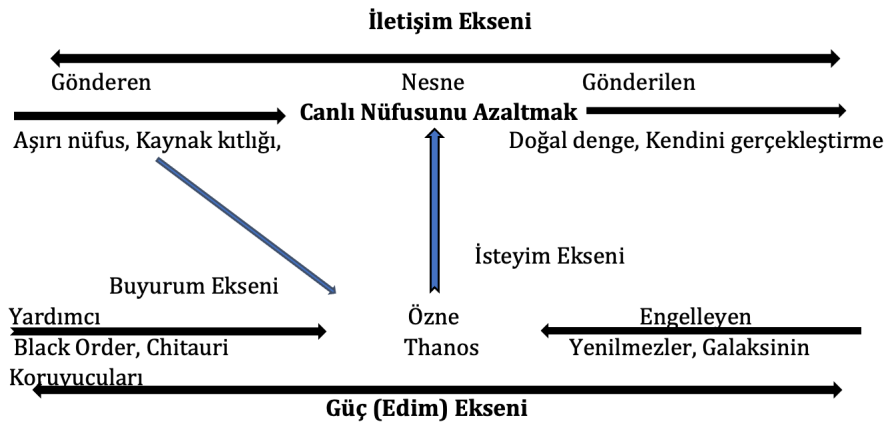 İletişim Ekseni
Gönderen Nesne Gönderilen
Canlı Nüfusunu Azaltmak
Aşırı nüfus, Kaynak kıtlığı, Doğal denge, Kendini gerçekleştirme
İsteyim Ekseni
Buyurum Ekseni
Yardımcı Özne Engelleyen
Black Order, Chitauri Thanos Yenilmezler, Galaksinin
Koruyucuları
Güç (Edim) Ekseni